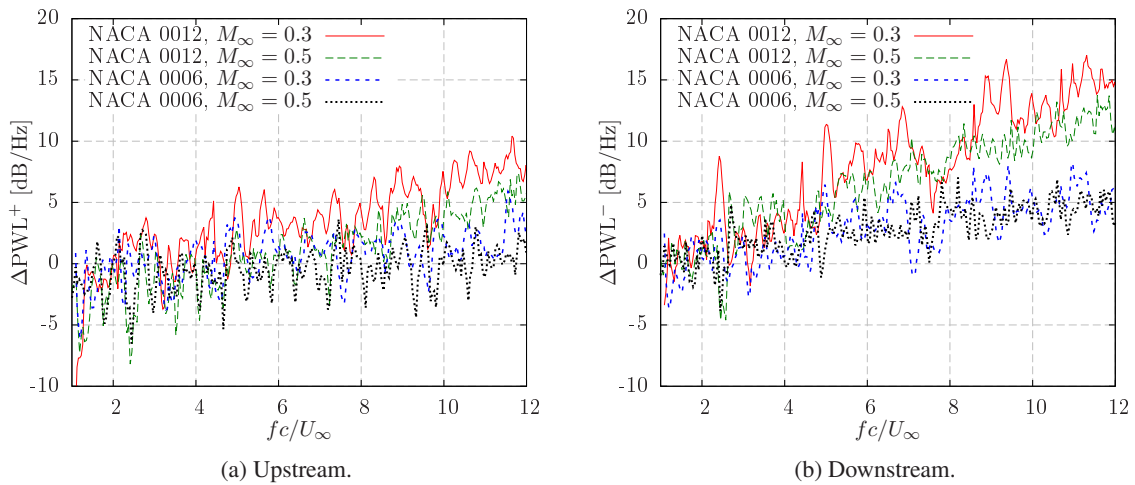 20
15
10
5
0
-5
-10
ΔPWL⁺ [dB/Hz]
NACA 0012, M∞ = 0.3
NACA 0012, M∞ = 0.5
NACA 0006, M∞ = 0.3
NACA 0006, M∞ = 0.5
2 4 6 8 10 12
fc/U∞
(a) Upstream.
20
15
10
5
0
-5
-10
ΔPWL⁻ [dB/Hz]
NACA 0012, M∞ = 0.3
NACA 0012, M∞ = 0.5
NACA 0006, M∞ = 0.3
NACA 0006, M∞ = 0.5
2 4 6 8 10 12
fc/U∞
(b) Downstream.